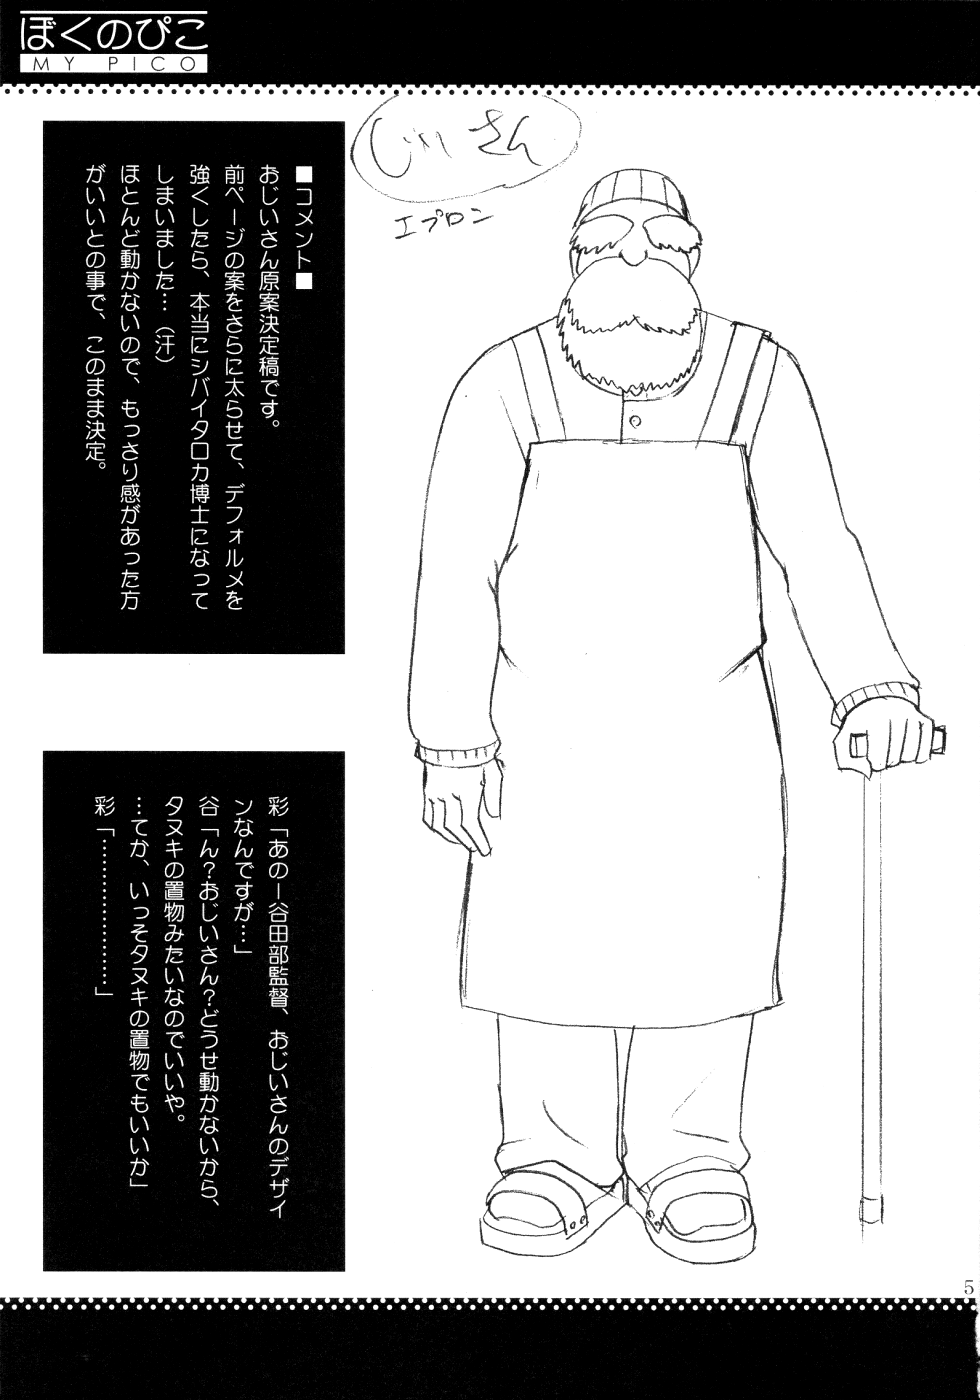 ぼくのぴこ
MY PICO
じいさん
エプロン
■コメント■
おじいさん原案決定稿です。
前ページの案をさらに太らせて、デフォルメを
強くしたら、本当にシバイタロカ博士になって
しまいました…（汗）
ほとんど動かないので、もっさり感があった方
がいいとの事で、このまま決定。
彩「あのー谷田部監督、おじいさんのデザイ
ンなんですが…」
谷「ん？おじいさん？どうせ動かないから、
タヌキの置物みたいなのでいいや。
…てか、いっそタヌキの置物でもいいか」
彩「………………」
5